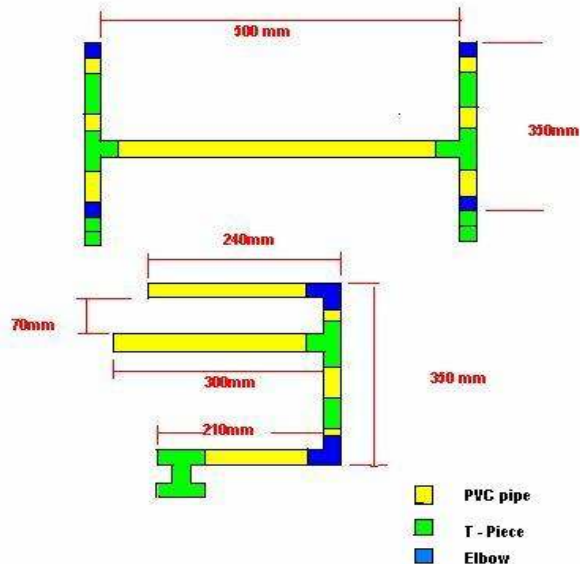 500 mm
350mm
240mm
70mm
300mm
350 mm
210mm
PVC pipe
T - Piece
Elbow